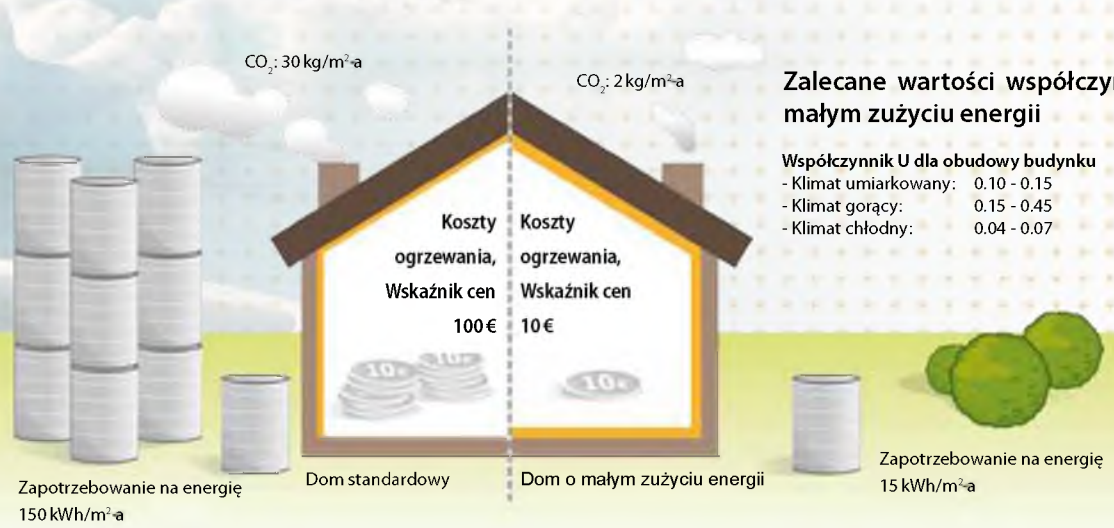 CO₂: 30 kg/m²·a
CO₂: 2 kg/m²·a
Zalecane wartości
małym zużyciu energii
Współczynnik U dla obudowy budynku
- Klimat umiarkowany: 0.10 - 0.15
- Klimat gorący: 0.15 - 0.45
- Klimat chłodny: 0.04 - 0.07
Koszty
ogrzewania,
Wskaźnik cen
100 €
Koszty
ogrzewania,
Wskaźnik cen
10 €
10€
10€
10€
Zapotrzebowanie na energię
150 kWh/m²·a
Dom standardowy
Dom o małym zużyciu energii
Zapotrzebowanie na energię
15 kWh/m²·a